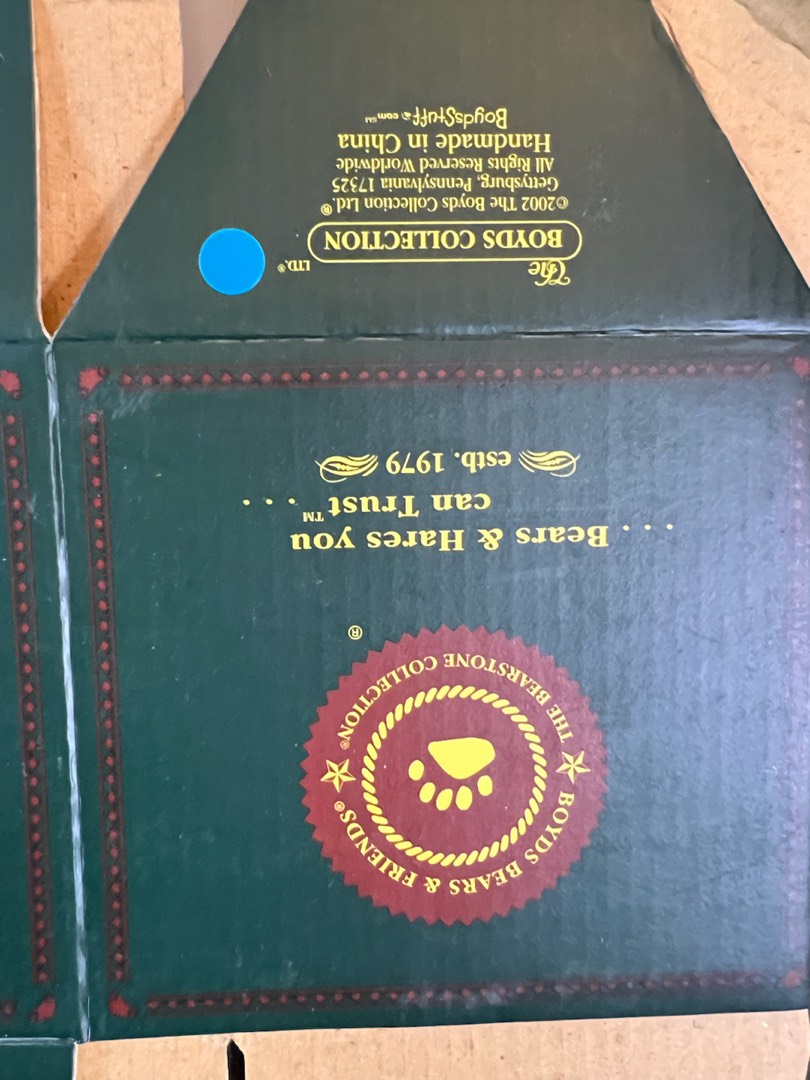 BOYDS BEARS & FRIENDS®
THE BEARSTONE COLLECTION®
®
. . . Bears & Hares you
can Trust™. . .
estb. 1979
The
BOYDS COLLECTION
LTD.®
©2002 The Boyds Collection Ltd.®
Gettysburg, Pennsylvania 17325
All Rights Reserved Worldwide
Handmade in China
BoydsStuff.com℠